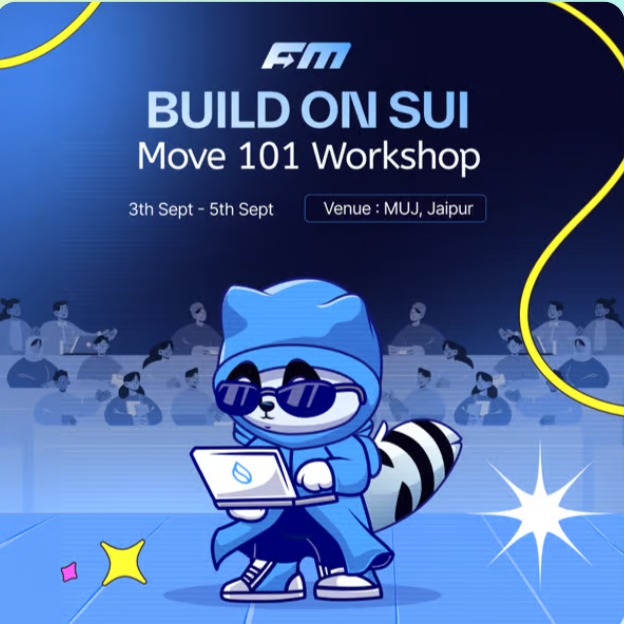 FM
BUILD ON SUI
Move 101 Workshop
3th Sept - 5th Sept
Venue : MUJ, Jaipur